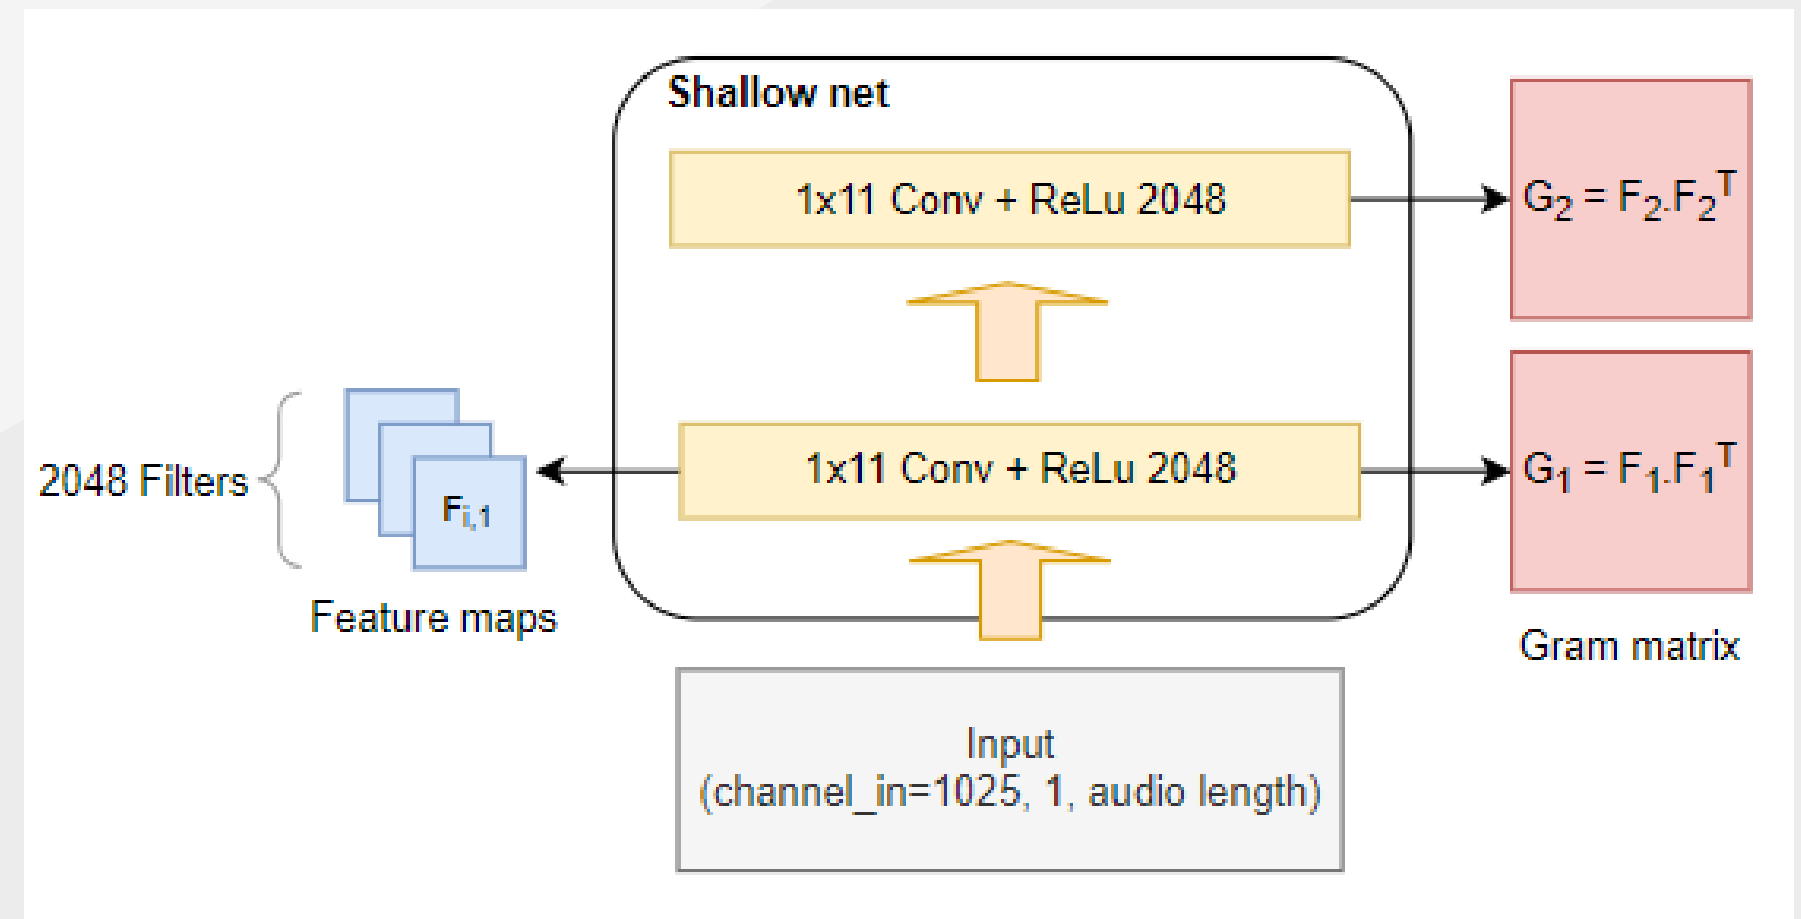 Shallow net
1x11 Conv + ReLu 2048
G₂ = F₂.F₂ᵀ
1x11 Conv + ReLu 2048
G₁ = F₁.F₁ᵀ
2048 Filters
Fᵢ,₁
Feature maps
Gram matrix
Input
(channel_in=1025, 1, audio length)